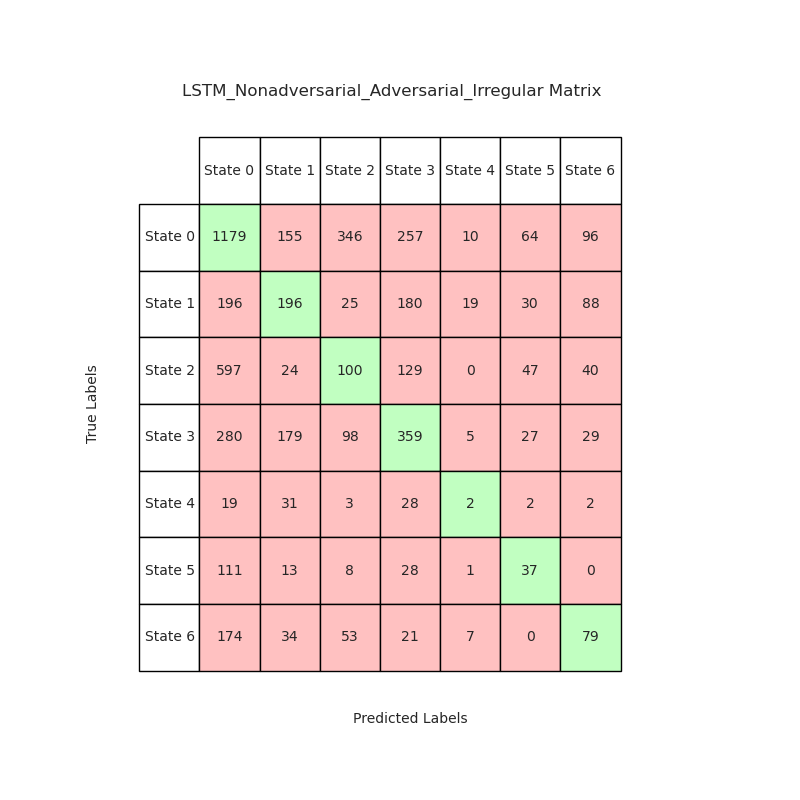 LSTM_Nonadversarial_Adversarial_Irregular Matrix
State 0 State 1 State 2 State 3 State 4 State 5 State 6
State 0 1179 155 346 257 10 64 96
State 1 196 196 25 180 19 30 88
State 2 597 24 100 129 0 47 40
State 3 280 179 98 359 5 27 29
State 4 19 31 3 28 2 2 2
State 5 111 13 8 28 1 37 0
State 6 174 34 53 21 7 0 79
True Labels
Predicted Labels